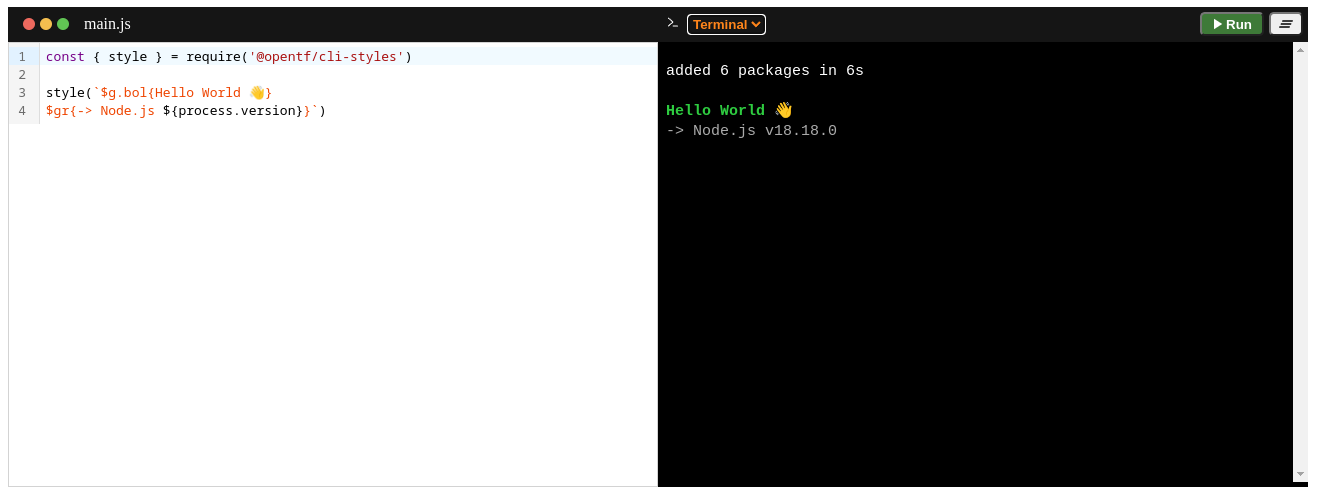 main.js
Terminal
Run
1 const { style } = require('@opentf/cli-styles')
2
3 style(`$g.bol{Hello World 👋}
4 $gr{-> Node.js ${process.version}}`)
added 6 packages in 6s
Hello World 👋
-> Node.js v18.18.0